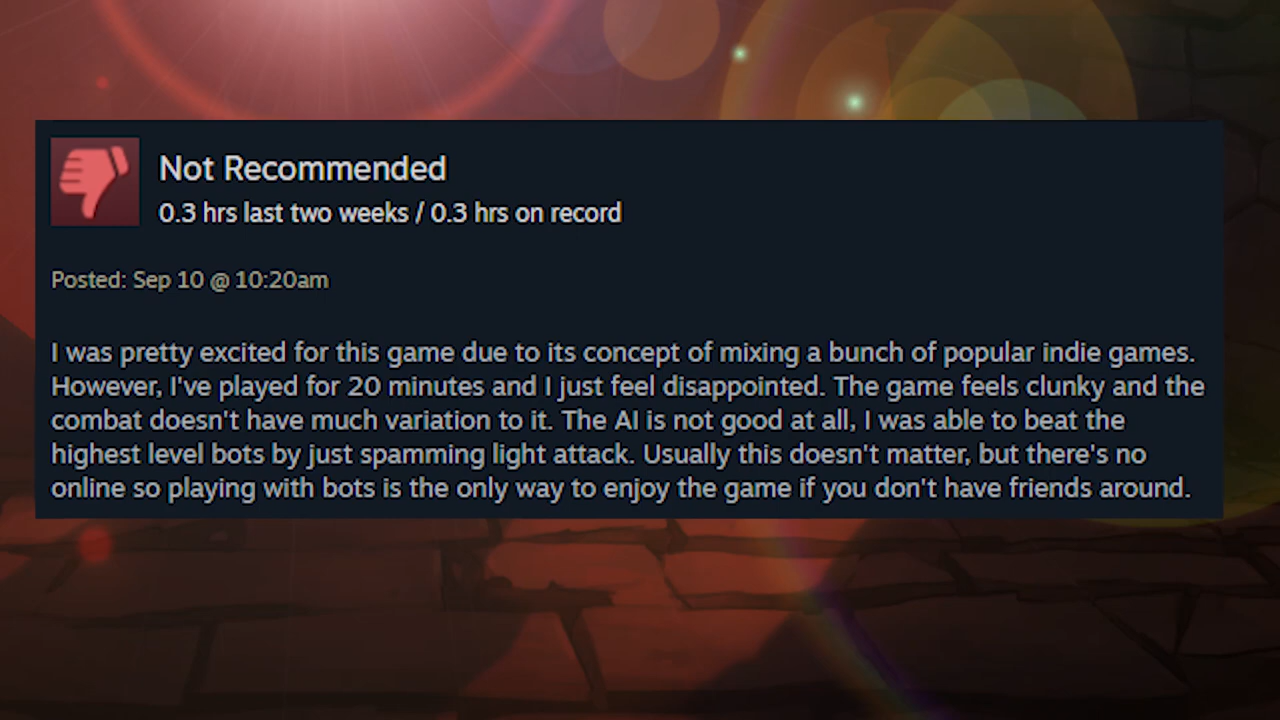 Not Recommended
0.3 hrs last two weeks / 0.3 hrs on record
Posted: Sep 10 @ 10:20am
I was pretty excited for this game due to its concept of mixing a bunch of popular indie games.
However, I've played for 20 minutes and I just feel disappointed. The game feels clunky and the
combat doesn't have much variation to it. The AI is not good at all, I was able to beat the
highest level bots by just spamming light attack. Usually this doesn't matter, but there's no
online so playing with bots is the only way to enjoy the game if you don't have friends around.